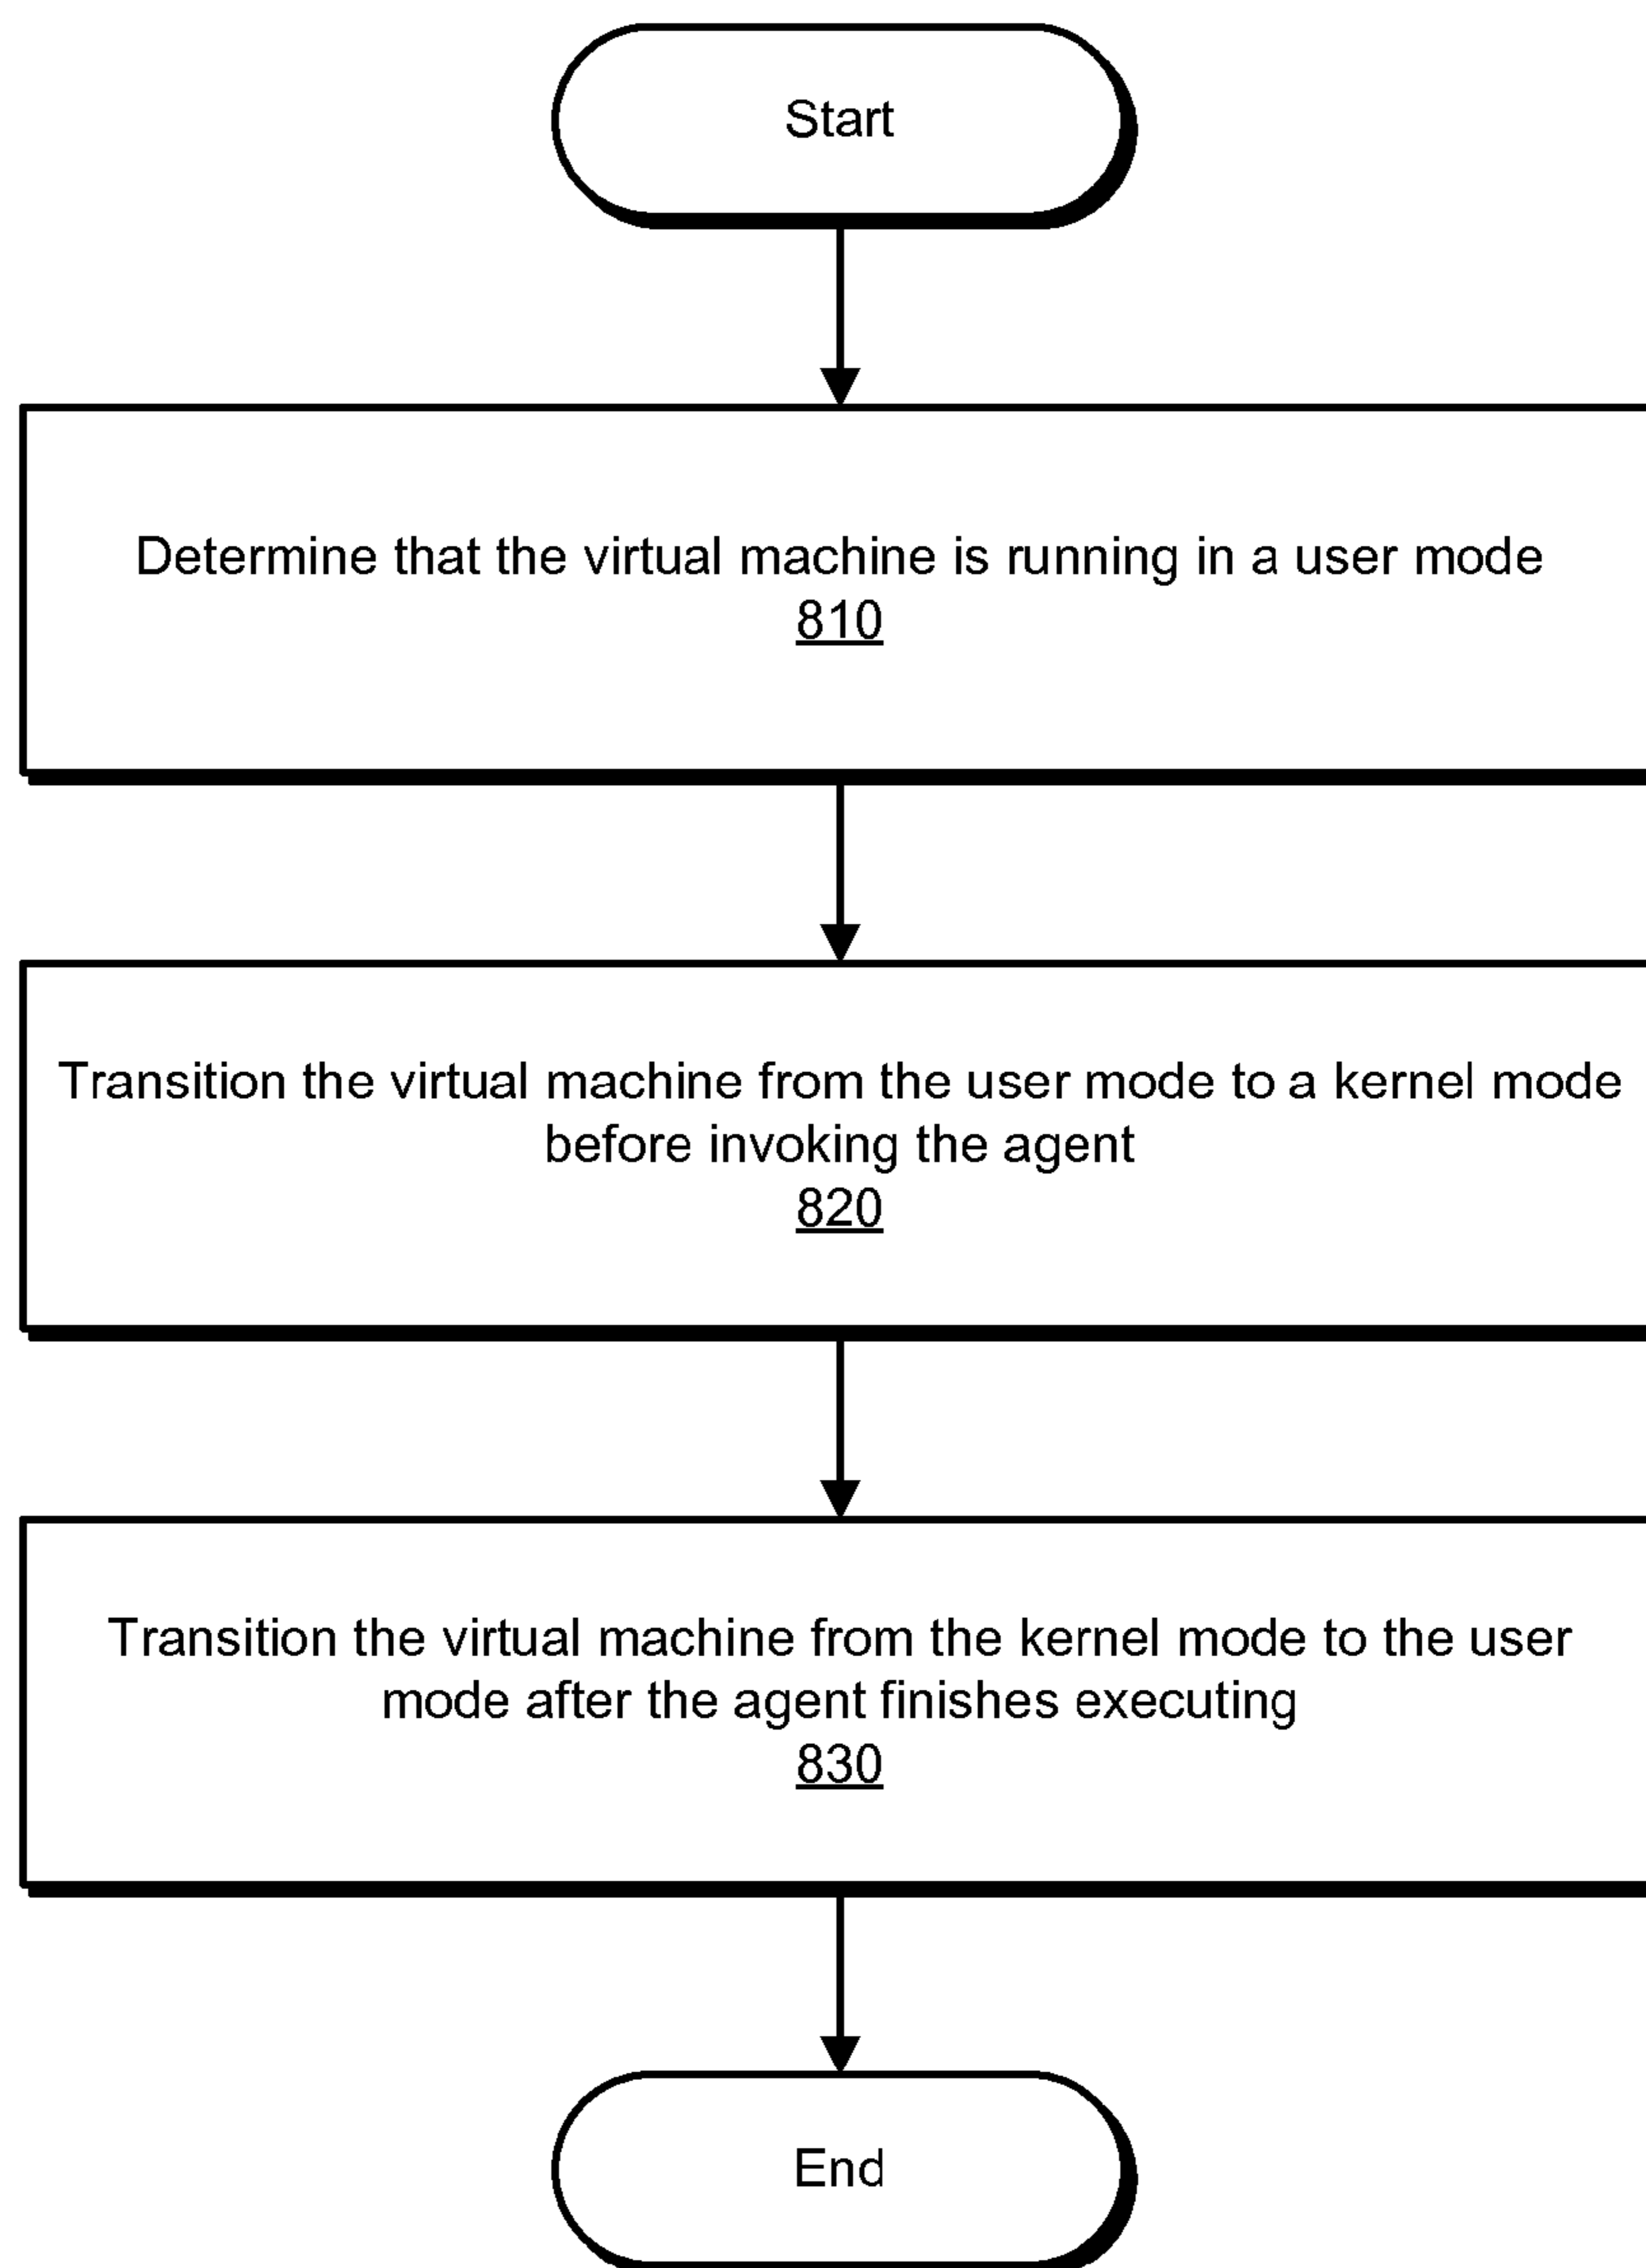 Start
Determine that the virtual machine is running in a user mode
810
Transition the virtual machine from the user mode to a kernel mode
before invoking the agent
820
Transition the virtual machine from the kernel mode to the user
mode after the agent finishes executing
830
End